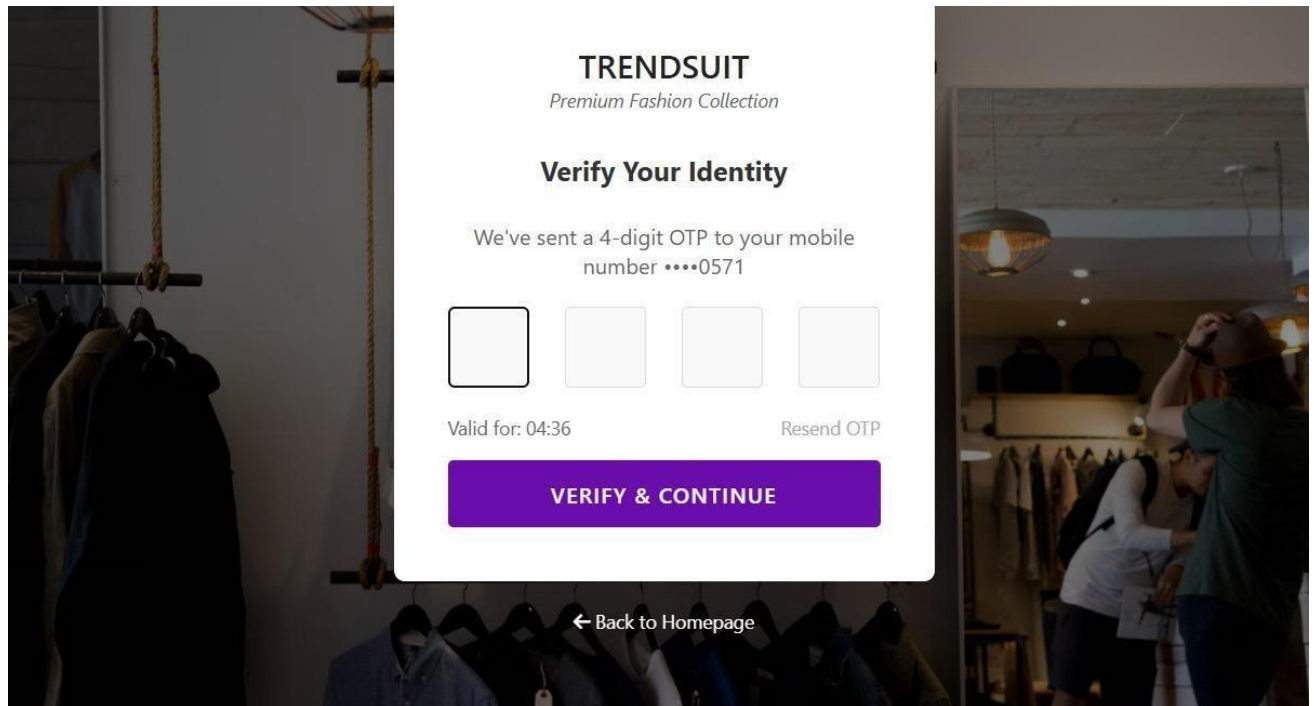 TRENDSUIT
Premium Fashion Collection
Verify Your Identity
We've sent a 4-digit OTP to your mobile
number ••••0571
Valid for: 04:36
Resend OTP
VERIFY & CONTINUE
← Back to Homepage